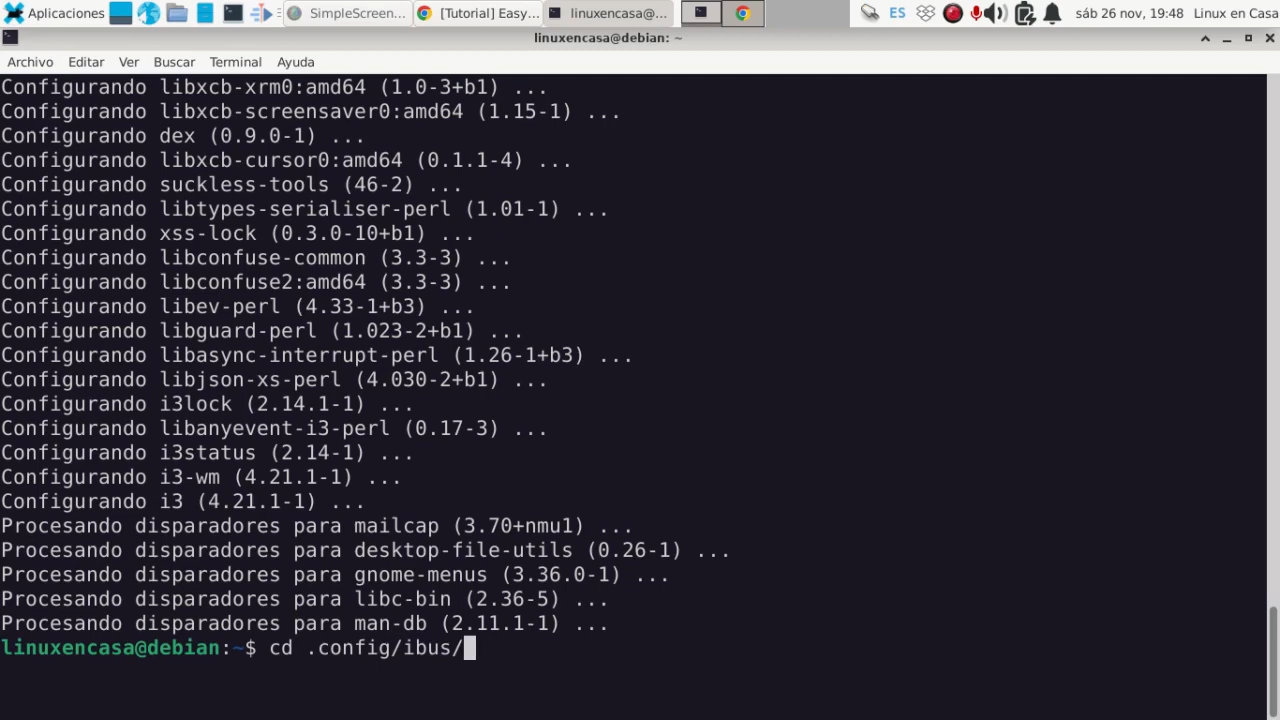 Aplicaciones SimpleScreen... [Tutorial] Easy... linuxencasa@... ES sáb 26 nov, 19:48 Linux en Casa
linuxencasa@debian: ~
Archivo Editar Ver Buscar Terminal Ayuda
Configurando libxcb-xrm0:amd64 (1.0-3+b1) ...
Configurando libxcb-screensaver0:amd64 (1.15-1) ...
Configurando dex (0.9.0-1) ...
Configurando libxcb-cursor0:amd64 (0.1.1-4) ...
Configurando suckless-tools (46-2) ...
Configurando libtypes-serialiser-perl (1.01-1) ...
Configurando xss-lock (0.3.0-10+b1) ...
Configurando libconfuse-common (3.3-3) ...
Configurando libconfuse2:amd64 (3.3-3) ...
Configurando libev-perl (4.33-1+b3) ...
Configurando libguard-perl (1.023-2+b1) ...
Configurando libasync-interrupt-perl (1.26-1+b3) ...
Configurando libjson-xs-perl (4.030-2+b1) ...
Configurando i3lock (2.14.1-1) ...
Configurando libanyevent-i3-perl (0.17-3) ...
Configurando i3status (2.14-1) ...
Configurando i3-wm (4.21.1-1) ...
Configurando i3 (4.21.1-1) ...
Procesando disparadores para mailcap (3.70+nmu1) ...
Procesando disparadores para desktop-file-utils (0.26-1) ...
Procesando disparadores para gnome-menus (3.36.0-1) ...
Procesando disparadores para libc-bin (2.36-5) ...
Procesando disparadores para man-db (2.11.1-1) ...
linuxencasa@debian:~$ cd .config/ibus/